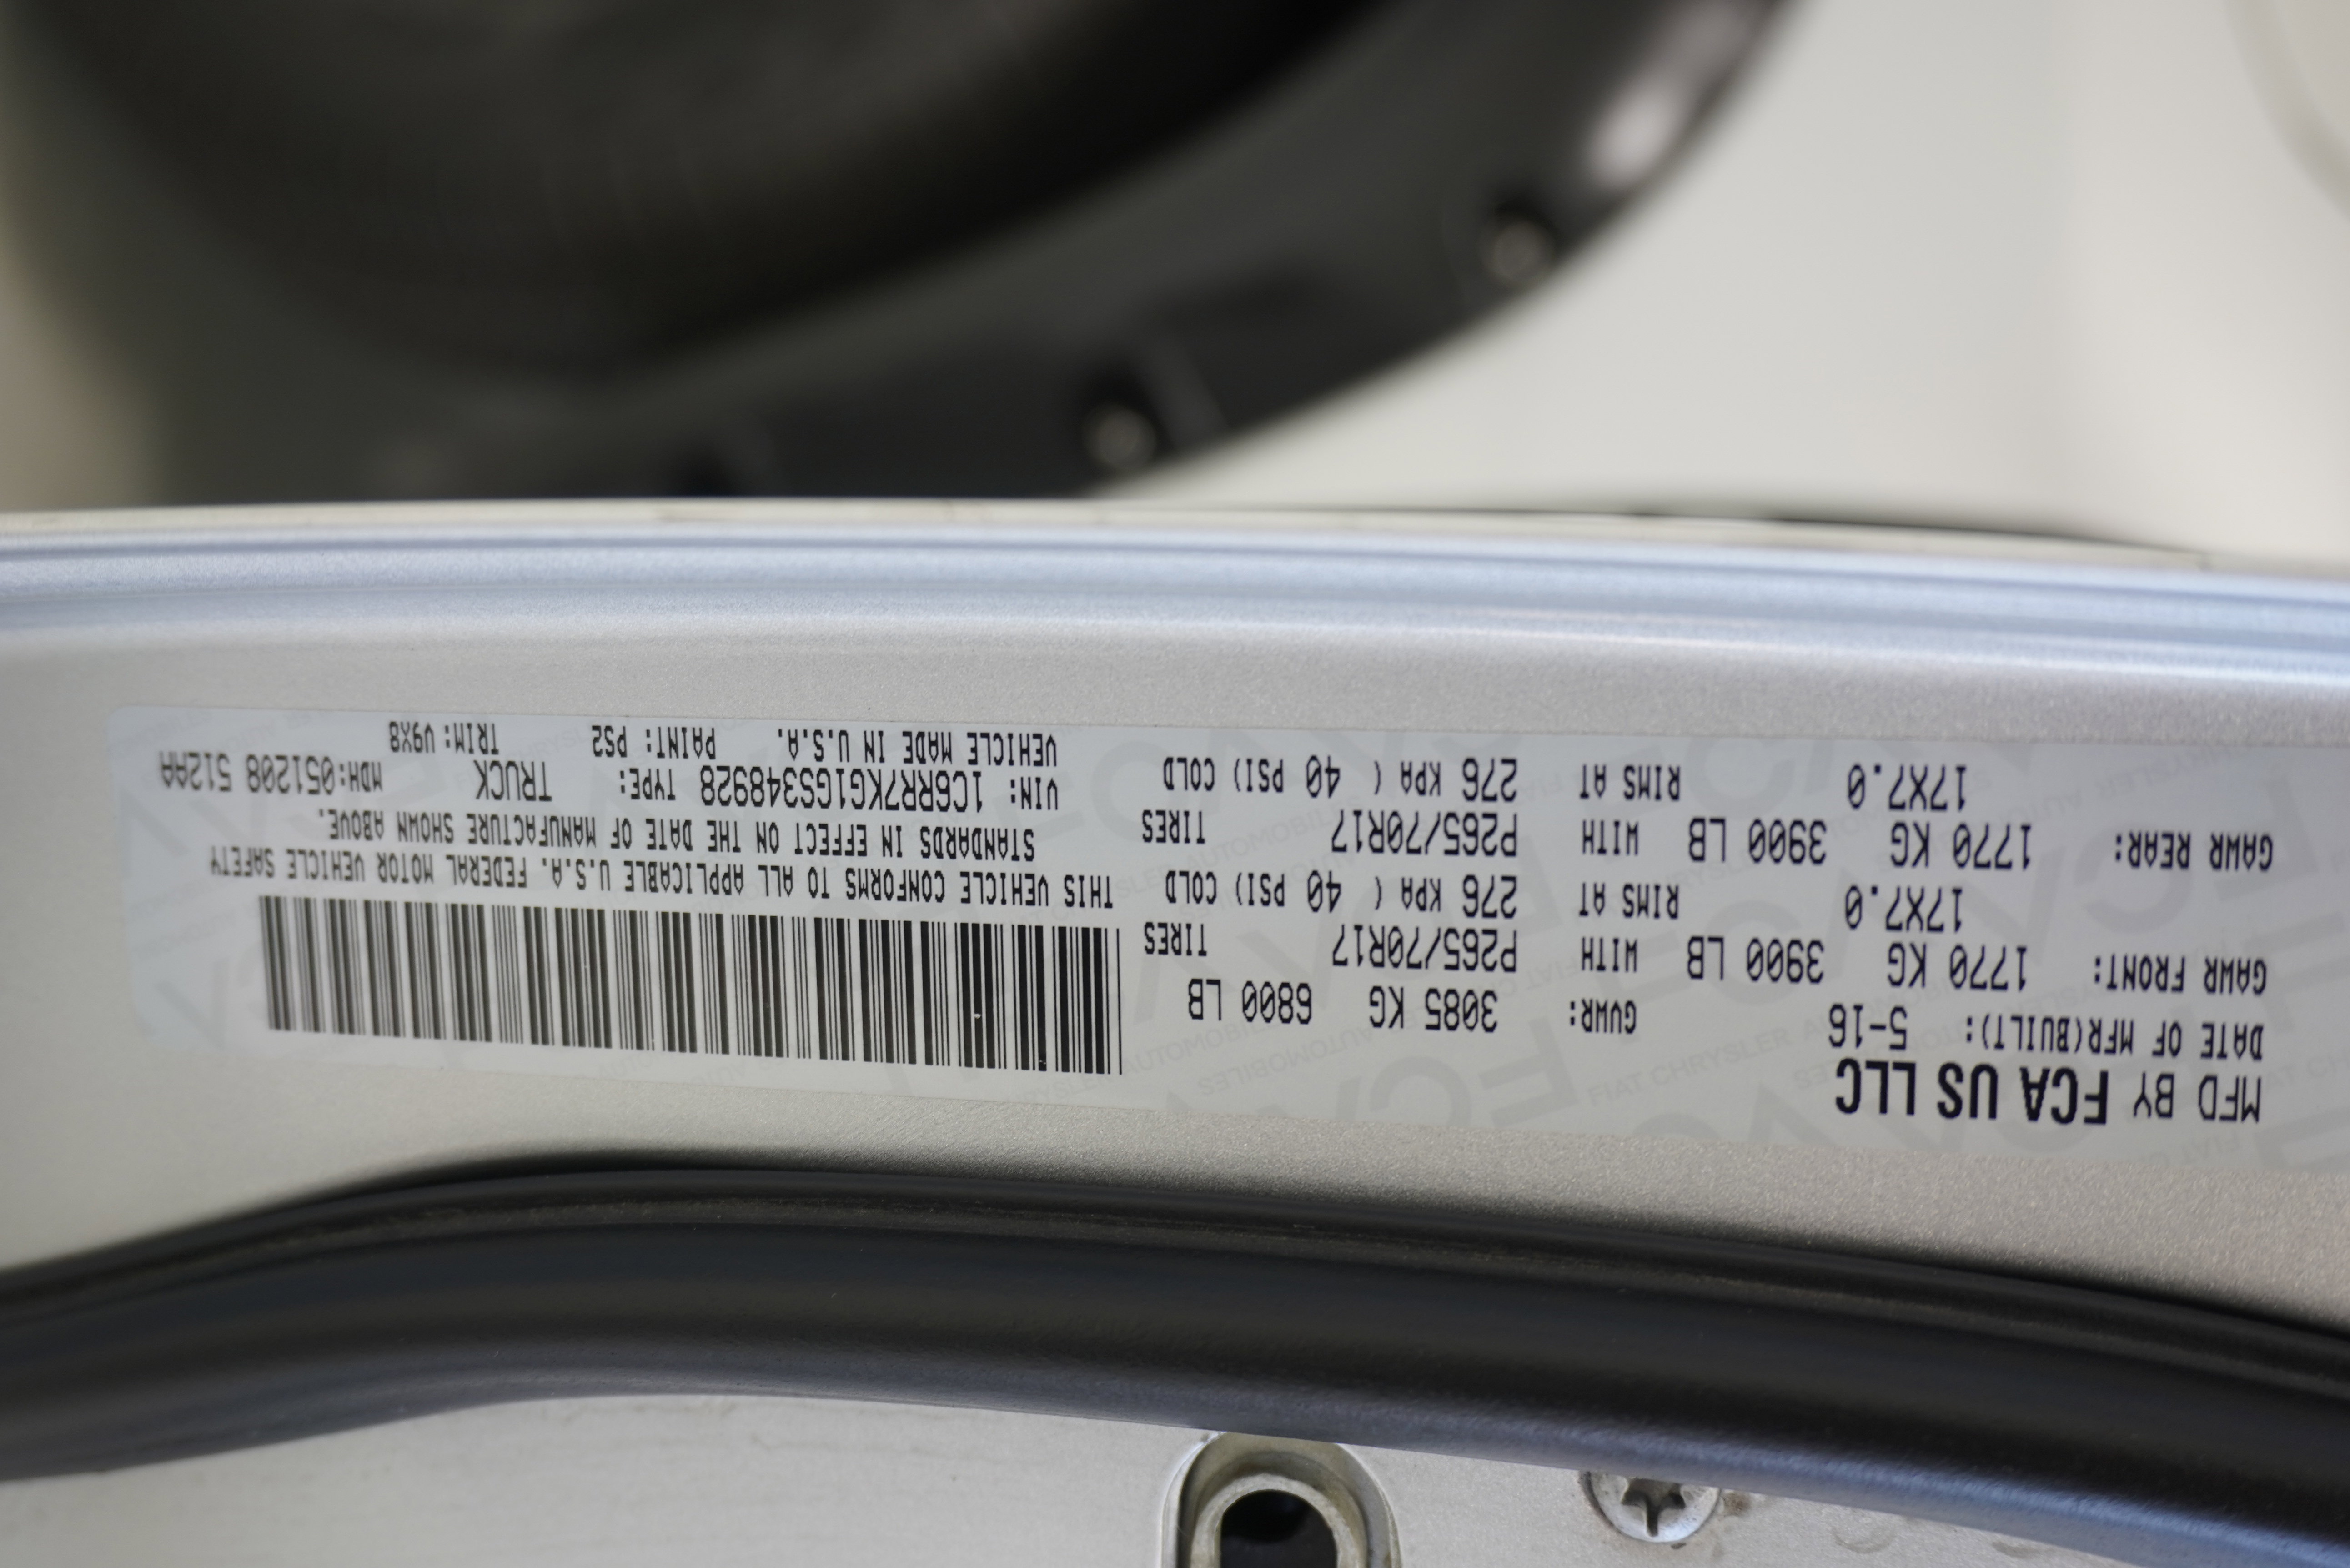 MFD BY FCA US LLC
DATE OF MFR(BUILT): 5-16 GVWR: 3085 KG 6800 LB
GAWR FRONT: 1770 KG 3900 LB WITH P265/70R17 TIRES
17X7.0 RIMS AT 276 KPA ( 40 PSI) COLD
GAWR REAR: 1770 KG 3900 LB WITH P265/70R17 TIRES
17X7.0 RIMS AT 276 KPA ( 40 PSI) COLD
THIS VEHICLE CONFORMS TO ALL APPLICABLE U.S.A. FEDERAL MOTOR VEHICLE SAFETY
STANDARDS IN EFFECT ON THE DATE OF MANUFACTURE SHOWN ABOVE.
VIN: 1C6RR7KG1GS348928 TYPE: TRUCK MDH:051208 512AA
VEHICLE MADE IN U.S.A. PAINT: PS2 TRIM: V9X8